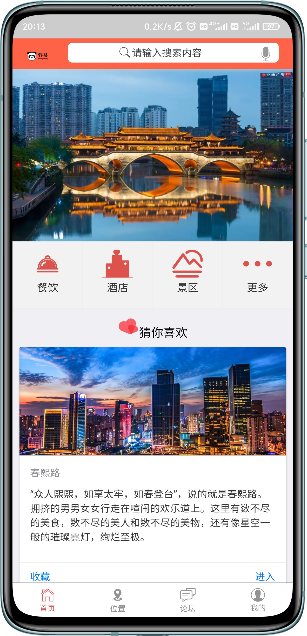 20:13
0.2K/s
请输入搜索内容
餐饮
酒店
景区
更多
猜你喜欢
春熙路
“众人熙熙，如享太牢，如春登台”，说的就是春熙路。
拥挤的男男女女行走在喧闹的欢乐道上。这里有数不尽
的美食，数不尽的美人和数不尽的美物，还有像星空一
般的璀璨霓灯，绚烂至极。
收藏
进入
首页
位置
论坛
我的